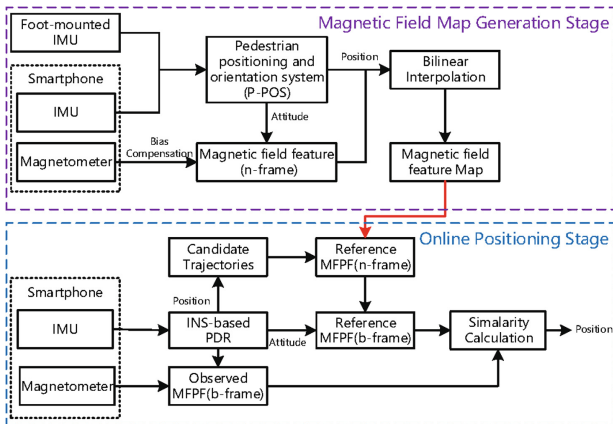 Magnetic Field Map Generation Stage
Foot-mounted
IMU
Smartphone
IMU
Magnetometer
Pedestrian
positioning and
orientation system
(P-POS)
Position
Bilinear
Interpolation
Attitude
Bias
Compensation
Magnetic field feature
(n-frame)
Magnetic field
feature Map
Online Positioning Stage
Candidate
Trajectories
Reference
MFPF(n-frame)
Smartphone
Position
IMU
INS-based
PDR
Attitude
Reference
MFPF(b-frame)
Simalarity
Calculation
Position
Magnetometer
Observed
MFPF(b-frame)